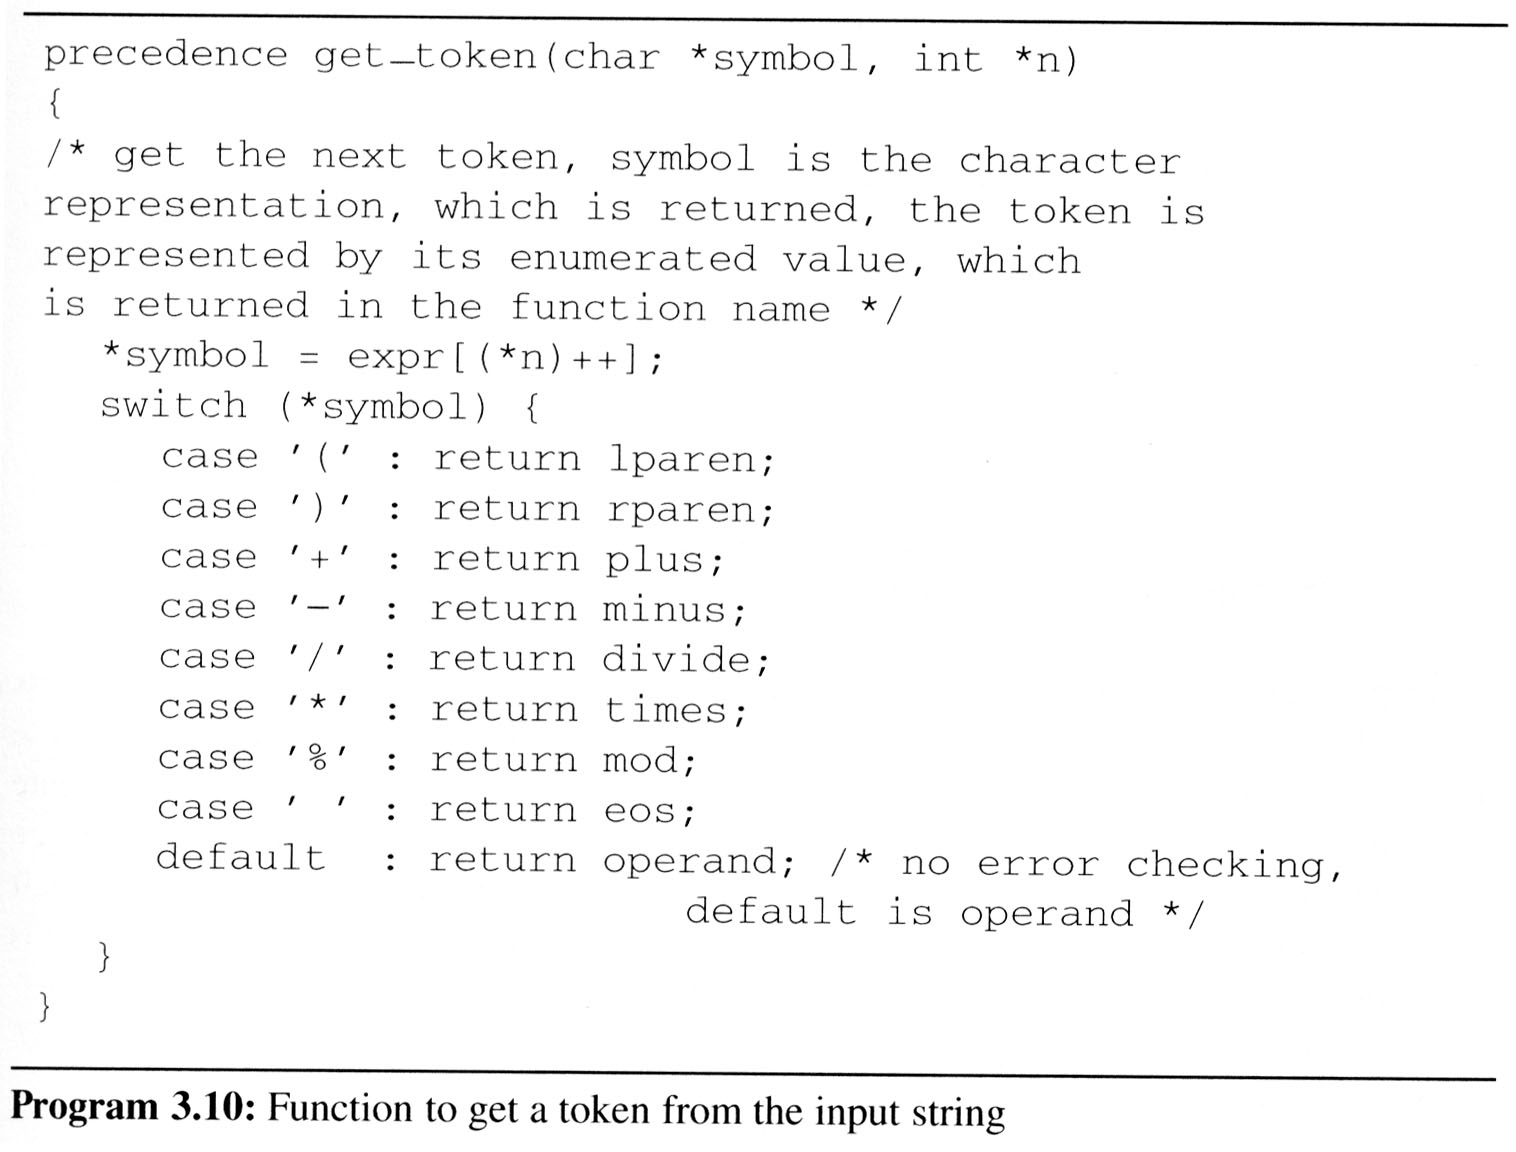 precedence get_token(char *symbol, int *n)
{
/* get the next token, symbol is the character
representation, which is returned, the token is
represented by its enumerated value, which
is returned in the function name */
   *symbol = expr[(*n)++];
   switch (*symbol) {
      case '(' : return lparen;
      case ')' : return rparen;
      case '+' : return plus;
      case '-' : return minus;
      case '/' : return divide;
      case '*' : return times;
      case '%' : return mod;
      case ' ' : return eos;
      default  : return operand; /* no error checking,
                           default is operand */
   }
}
Program 3.10: Function to get a token from the input string